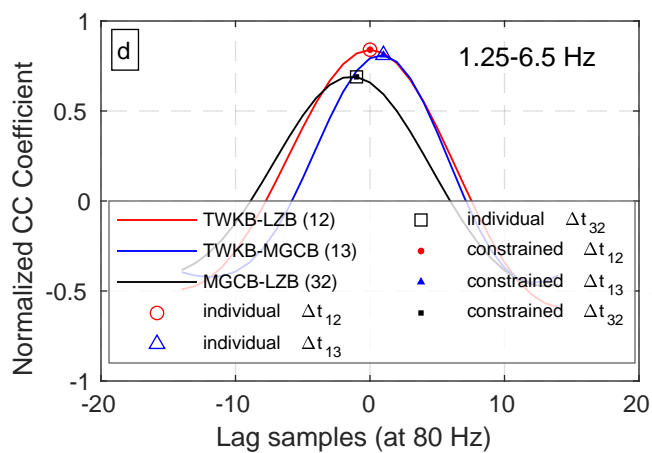 d
1.25-6.5 Hz
Normalized CC Coefficient
1
0.5
0
-0.5
-1
TWKB-LZB (12)
TWKB-MGCB (13)
MGCB-LZB (32)
individual Δt12
individual Δt13
individual Δt32
constrained Δt12
constrained Δt13
constrained Δt32
-20
-10
0
10
20
Lag samples (at 80 Hz)